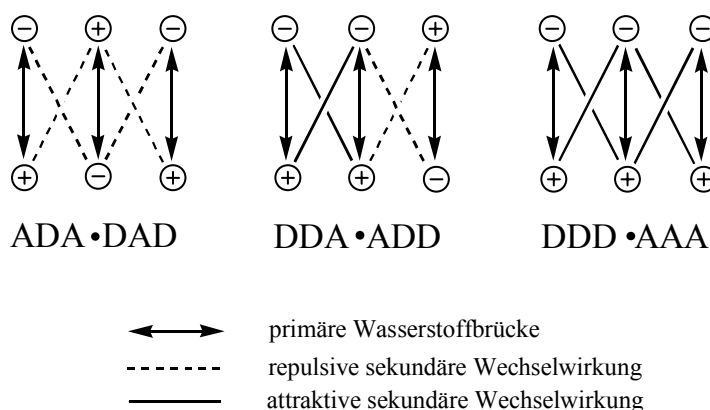 − + − − − + − − −
+ − + + + − + + +
ADA •DAD DDA •ADD DDD •AAA
primäre Wasserstoffbrücke
repulsive sekundäre Wechselwirkung
attraktive sekundäre Wechselwirkung